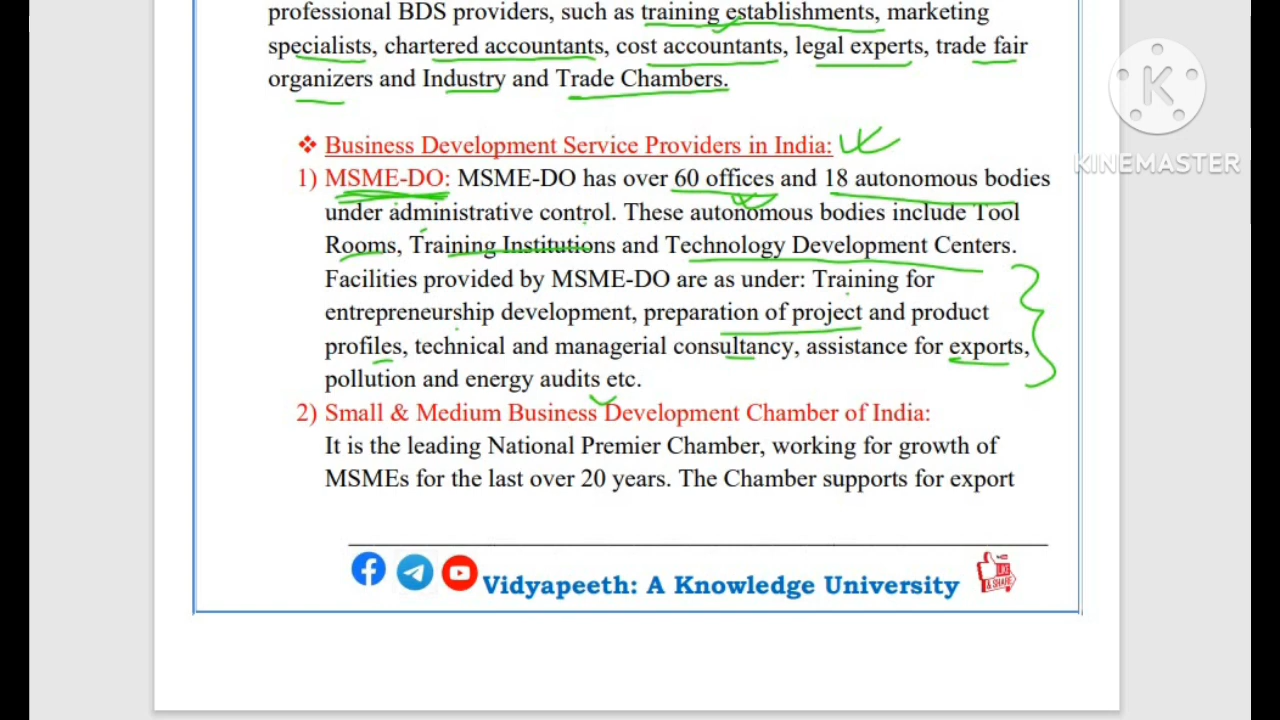 professional BDS providers, such as training establishments, marketing
specialists, chartered accountants, cost accountants, legal experts, trade fair
organizers and Industry and Trade Chambers.
❖ Business Development Service Providers in India:
1) MSME-DO: MSME-DO has over 60 offices and 18 autonomous bodies
under administrative control. These autonomous bodies include Tool
Rooms, Training Institutions and Technology Development Centers.
Facilities provided by MSME-DO are as under: Training for
entrepreneurship development, preparation of project and product
profiles, technical and managerial consultancy, assistance for exports,
pollution and energy audits etc.
2) Small & Medium Business Development Chamber of India:
It is the leading National Premier Chamber, working for growth of
MSMEs for the last over 20 years. The Chamber supports for export
Vidyapeeth: A Knowledge University
LIKE
& SHARE
K
KINEMASTER